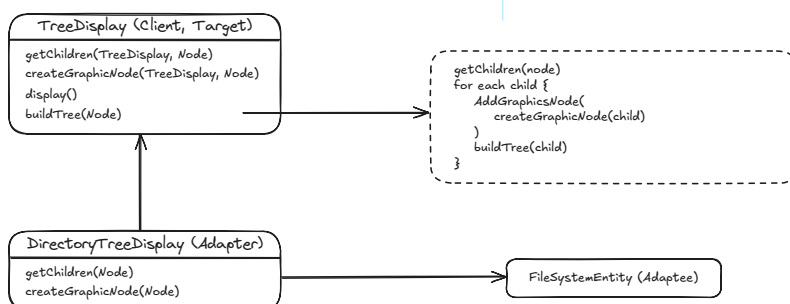 TreeDisplay (Client, Target)
getChildren(TreeDisplay, Node)
createGraphicNode(TreeDisplay, Node)
display()
buildTree(Node)
getChildren(node)
for each child {
AddGraphicsNode(
createGraphicNode(child)
)
buildTree(child)
}
DirectoryTreeDisplay (Adapter)
getChildren(Node)
createGraphicNode(Node)
FileSystemEntity (Adaptee)